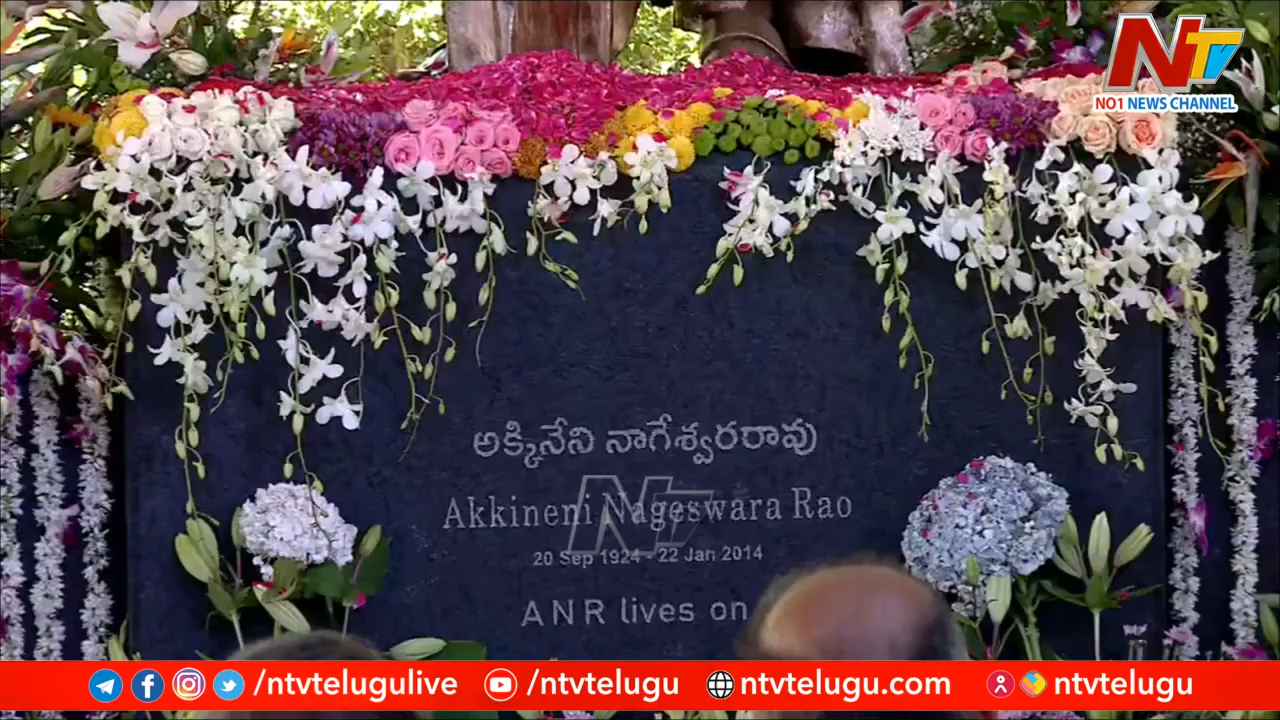 NTV
NO1 NEWS CHANNEL
అక్కినేని నాగేశ్వరరావు
Akkineni Nageswara Rao
NTV
20 Sep 1924 - 22 Jan 2014
ANR lives on
/ntvtelugulive /ntvtelugu ntvtelugu.com ntvtelugu